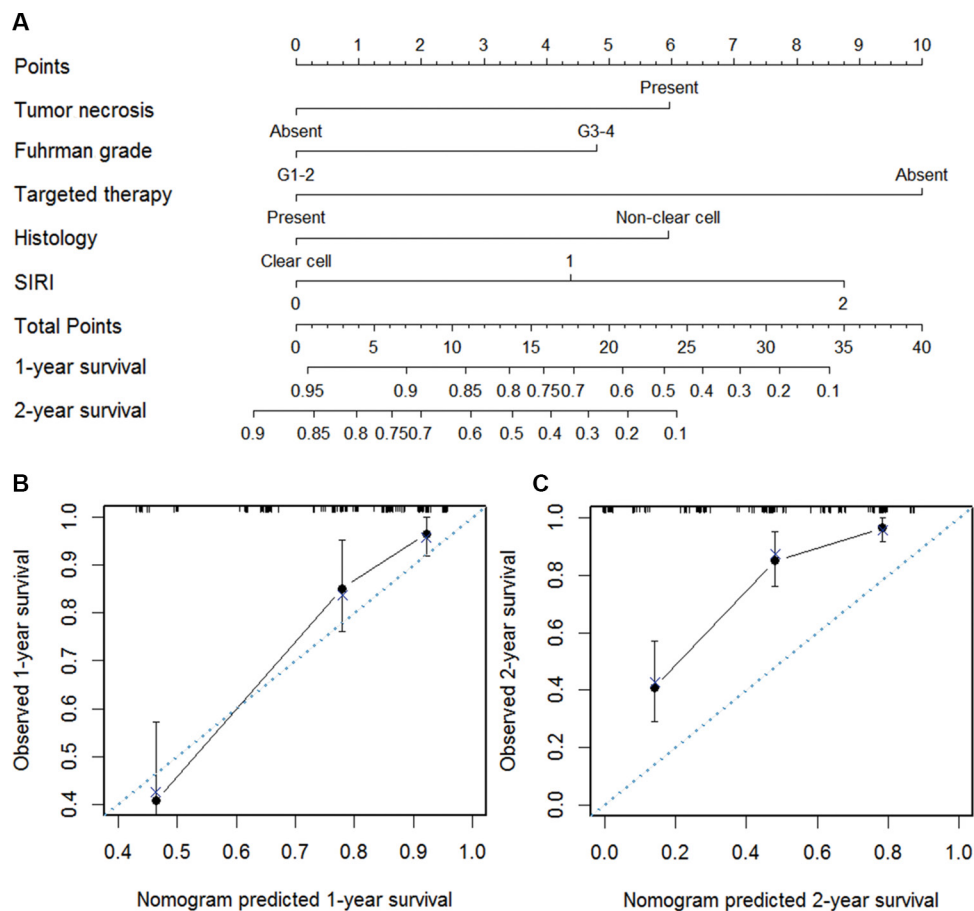 A
Points 0 1 2 3 4 5 6 7 8 9 10
Present
Tumor necrosis
Absent G3-4
Fuhrman grade
G1-2 Absent
Targeted therapy
Present Non-clear cell
Histology
Clear cell 1
SIRI
0 2
Total Points
0 5 10 15 20 25 30 35 40
1-year survival
0.95 0.9 0.85 0.8 0.75 0.7 0.6 0.5 0.4 0.3 0.2 0.1
2-year survival
0.9 0.85 0.8 0.75 0.7 0.6 0.5 0.4 0.3 0.2 0.1
B
Observed 1-year survival
1.0
0.9
0.8
0.7
0.6
0.5
0.4
0.4 0.5 0.6 0.7 0.8 0.9 1.0
Nomogram predicted 1-year survival
C
Observed 2-year survival
1.0
0.8
0.6
0.4
0.2
0.0
0.0 0.2 0.4 0.6 0.8 1.0
Nomogram predicted 2-year survival